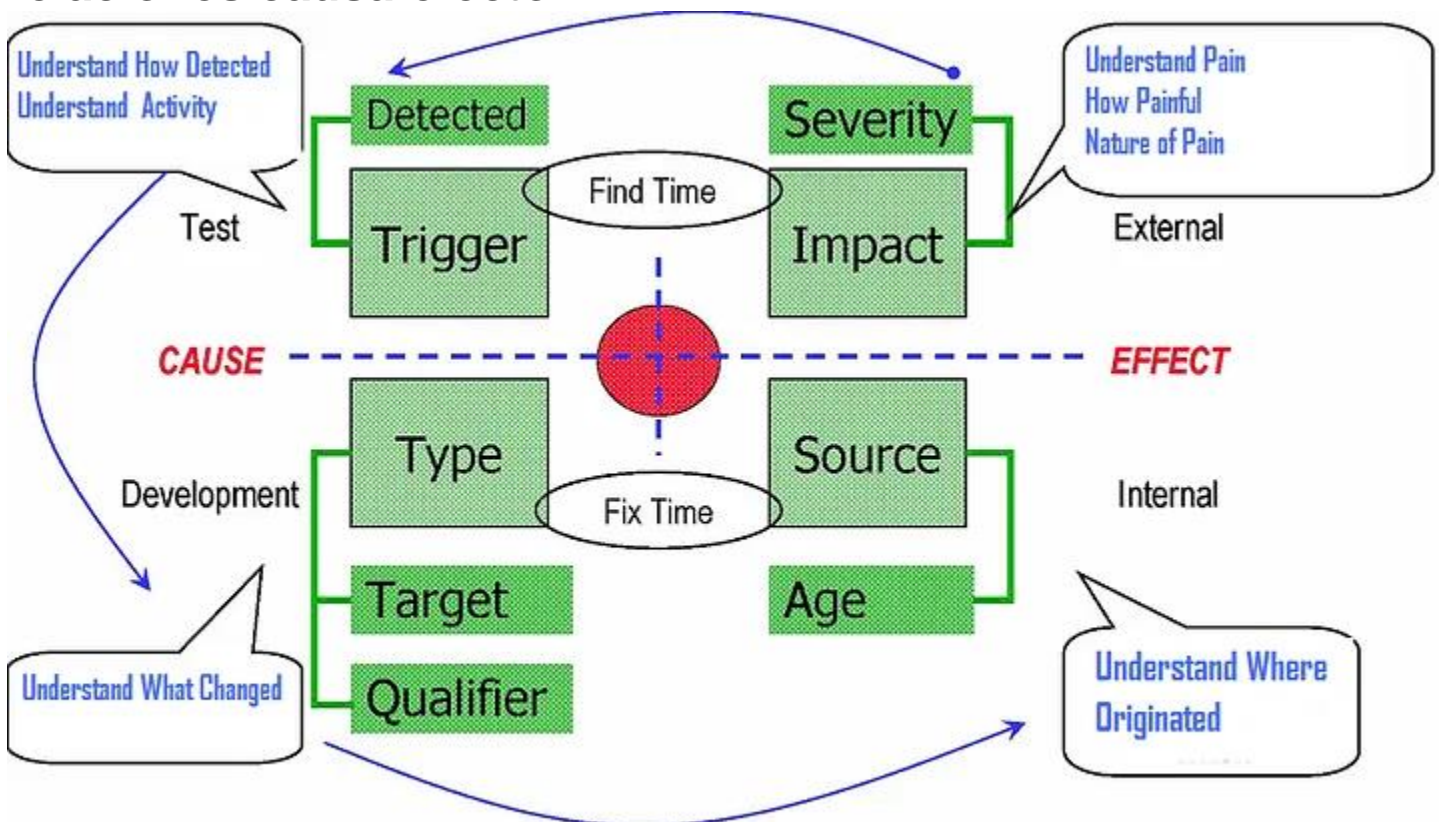 Understand How Detected
Understand Activity
Detected
Severity
Understand Pain
How Painful
Nature of Pain
Find Time
Test
Trigger
Impact
External
CAUSE
EFFECT
Type
Source
Development
Fix Time
Internal
Target
Age
Understand What Changed
Qualifier
Understand Where
Originated